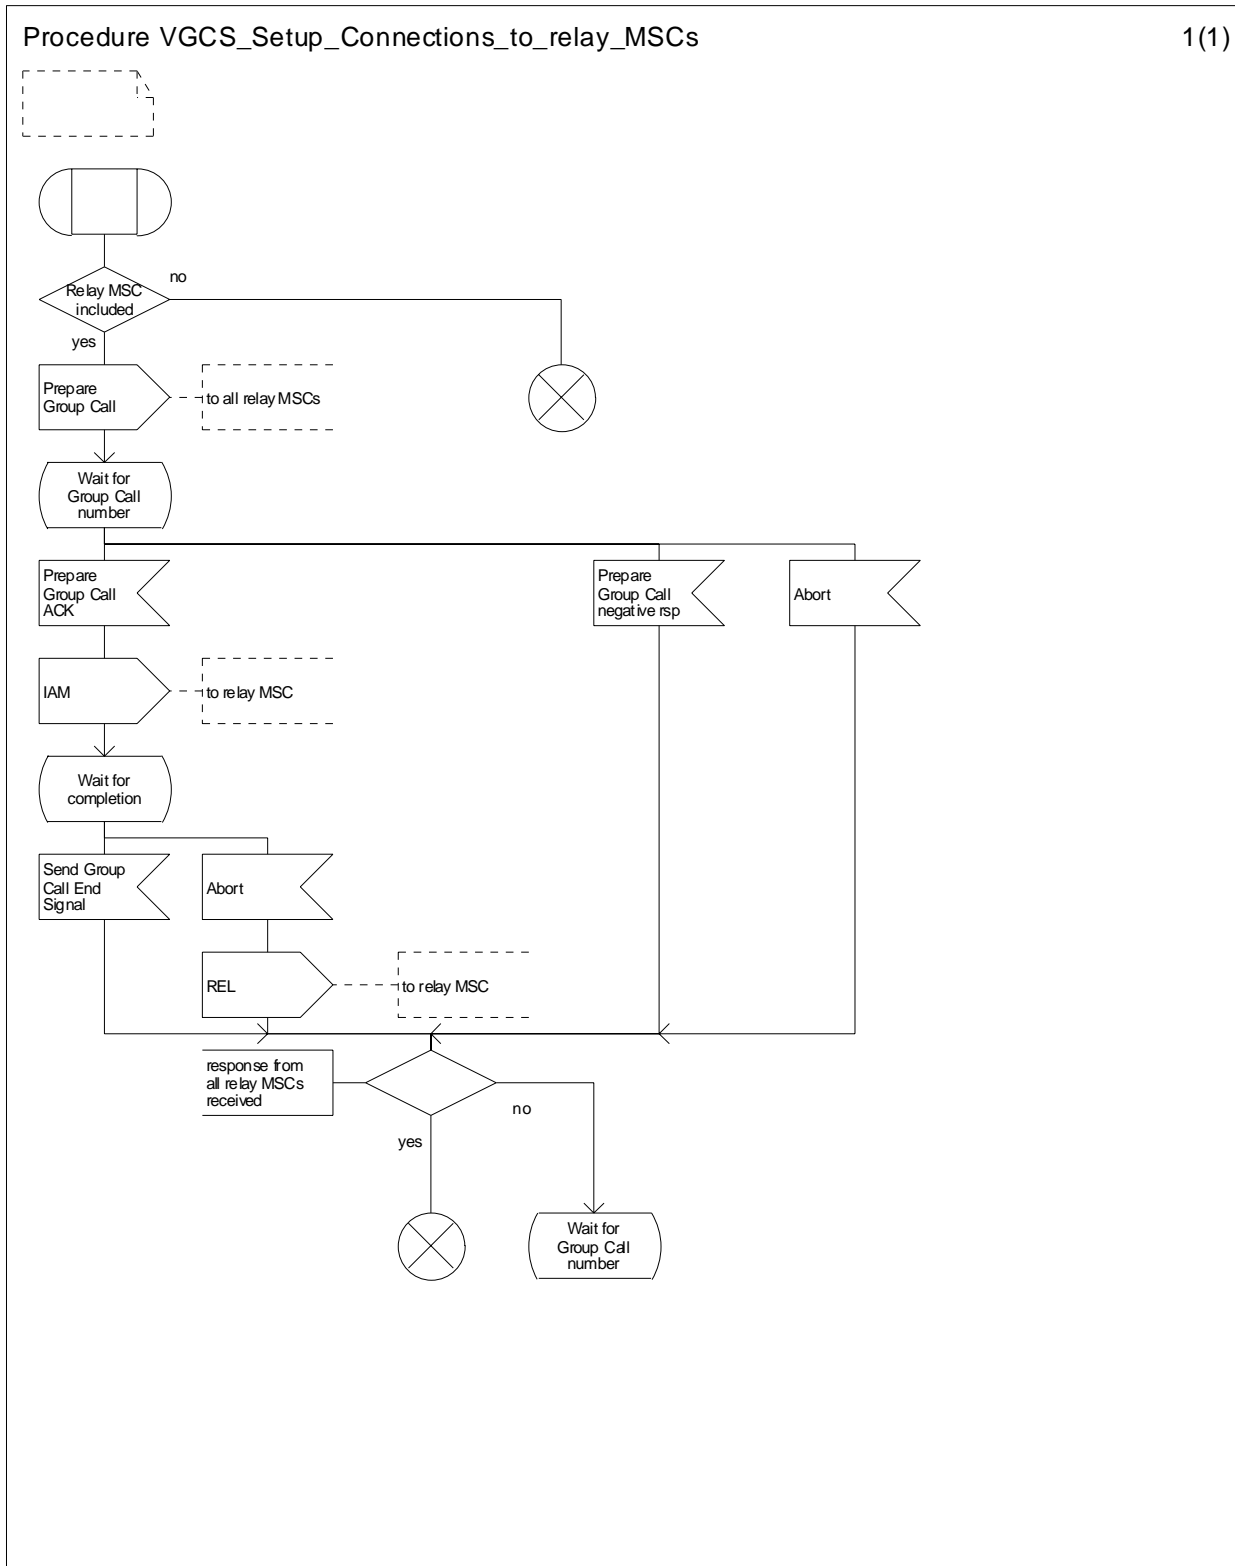 Procedure VGCS_Setup_Connections_to_relay_MSCs
1(1)
no
Relay MSC
included
yes
Prepare
Group Call
to all relay MSCs
Wait for
Group Call
number
Prepare
Group Call
ACK
Prepare
Group Call
negative rsp
Abort
IAM
to relay MSC
Wait for
completion
Send Group
Call End
Signal
Abort
REL
to relay MSC
response from
all relay MSCs
received
no
yes
Wait for
Group Call
number